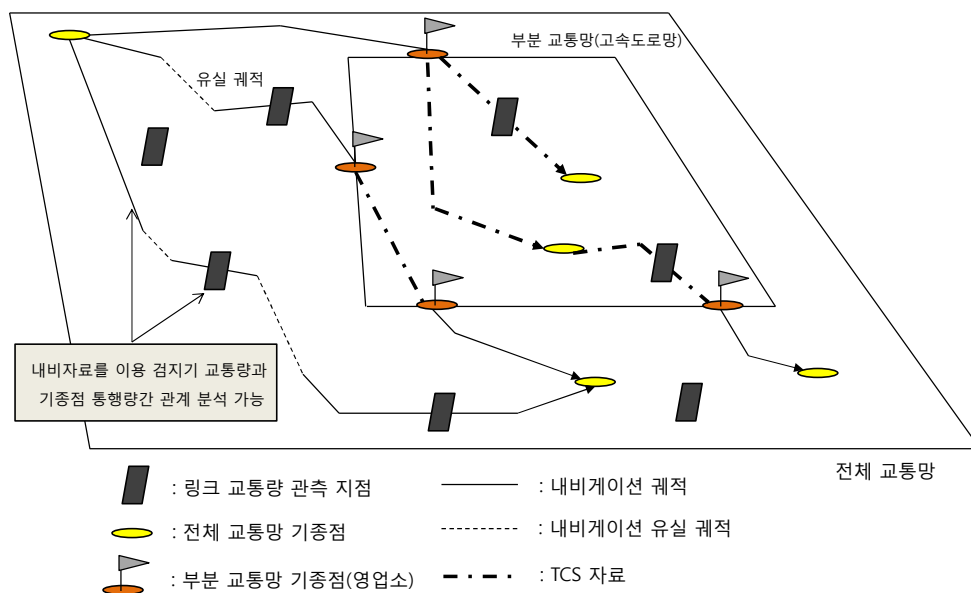 부분 교통망(고속도로망)
유실 궤적
내비자료를 이용 검지기 교통량과
기종점 통행량간 관계 분석 가능
전체 교통망
: 링크 교통량 관측 지점
: 내비게이션 궤적
: 전체 교통망 기종점
: 내비게이션 유실 궤적
: 부분 교통망 기종점(영업소)
: TCS 자료